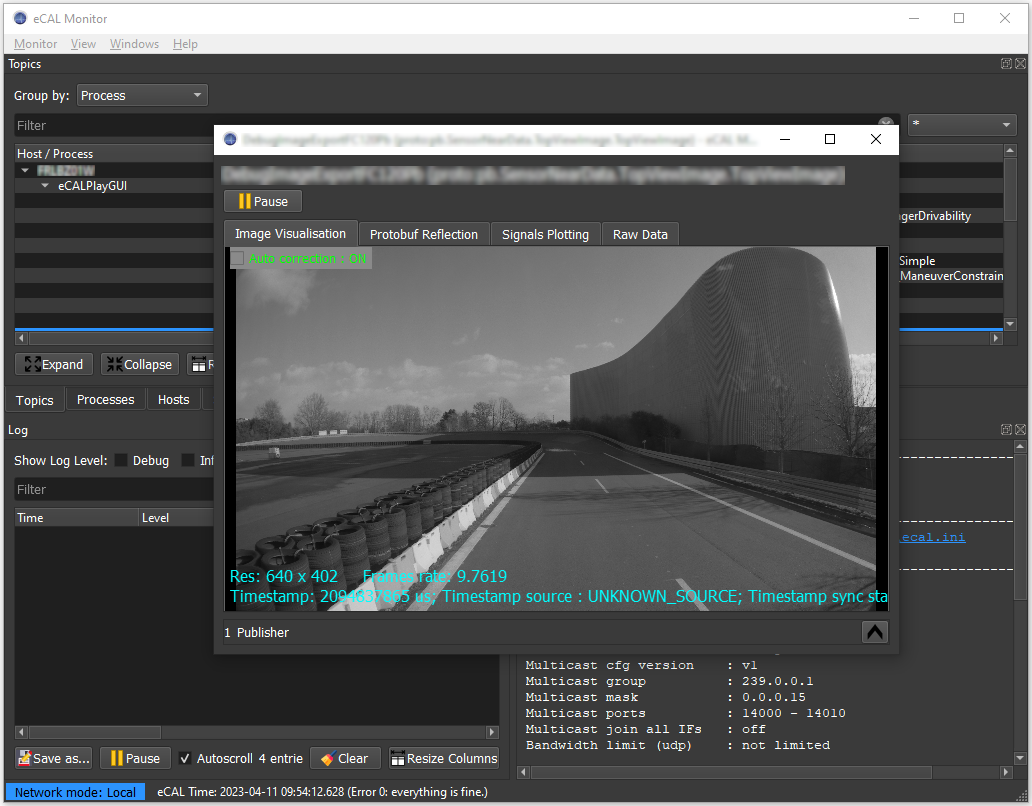 eCAL Monitor
Monitor View Windows Help
Topics
Group by: Process
Filter
*
Host / Process
eCALPlayGUI
ngerDrivability
Simple
ManeuverConstrain
Pause
Image Visualisation Protobuf Reflection Signals Plotting Raw Data
Auto correction : ON
Res: 640 x 402 Frames rate: 9.7619
Timestamp: 2094837865 us; Timestamp source : UNKNOWN_SOURCE; Timestamp sync sta
1 Publisher
Expand Collapse R
Topics Processes Hosts
Log
Show Log Level: Debug Inf
Filter
Time Level
ecal.ini
Multicast cfg version : v1
Multicast group : 239.0.0.1
Multicast mask : 0.0.0.15
Multicast ports : 14000 - 14010
Multicast join all IFs : off
Bandwidth limit (udp) : not limited
Save as... Pause Autoscroll 4 entrie Clear Resize Columns
Network mode: Local eCAL Time: 2023-04-11 09:54:12.628 (Error 0: everything is fine.)